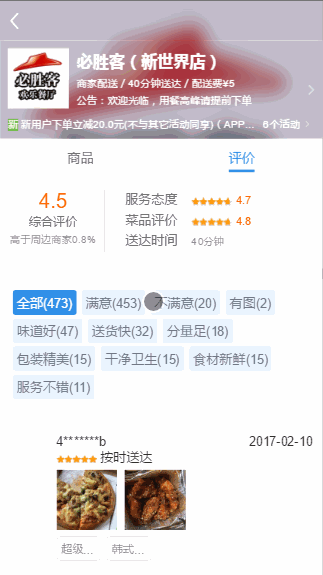 必胜客
欢乐餐厅
必胜客（新世界店）
商家配送 / 40分钟送达 / 配送费¥5
公告：欢迎光临，用餐高峰请提前下单
新 新用户下单立减20.0元(不与其它活动同享)（APP... 6个活动
商品 评价
4.5
综合评价
高于周边商家0.8%
服务态度 4.7
菜品评价 4.8
送达时间 40分钟
全部(473) 满意(453) 不满意(20) 有图(2)
味道好(47) 送货快(32) 分量足(18)
包装精美(15) 干净卫生(15) 食材新鲜(15)
服务不错(11)
4*******b 2017-02-10
按时送达
超级... 韩式...